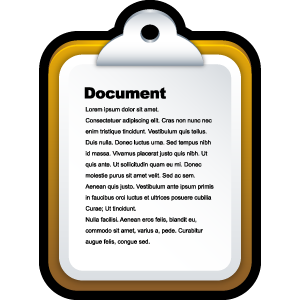 Document
Lorem ipsum dolor sit amet.
Consectetuer aliquam dolor. Cras non nunc nec
enim tristique tincidunt. Vestibulum quis tellus.
Duis nulla. Donec luctus urna. Sed tempus nibh
id massa. Vivamus placerat justo quis nibh. Ut
quis ante. Ut sollicitudin quam eu mi. Donec
molestie purus sit amet velit. Sed ac sem.
Aenean quis justo. Vestibulum ante ipsum primis
in faucibus orci luctus et ultrices posuere cubilia
Curae; Ut tincidunt.
Nulla facilisi. Aenean eros felis, blandit eu,
commodo sit amet, varius a, pede. Curabitur
augue felis, congue sed.